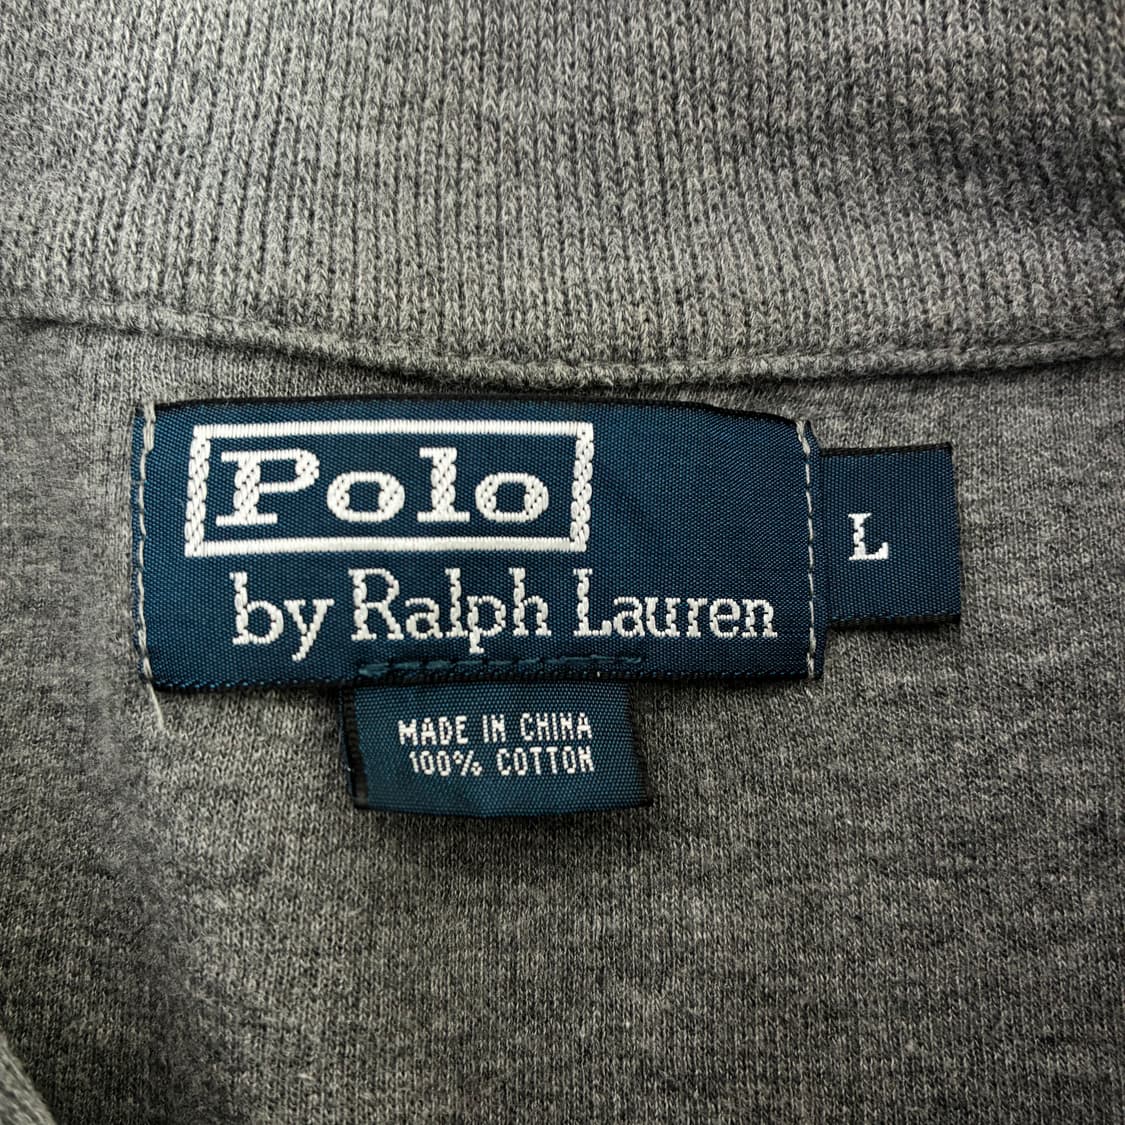 Polo
by Ralph Lauren
L
MADE IN CHINA
100% COTTON